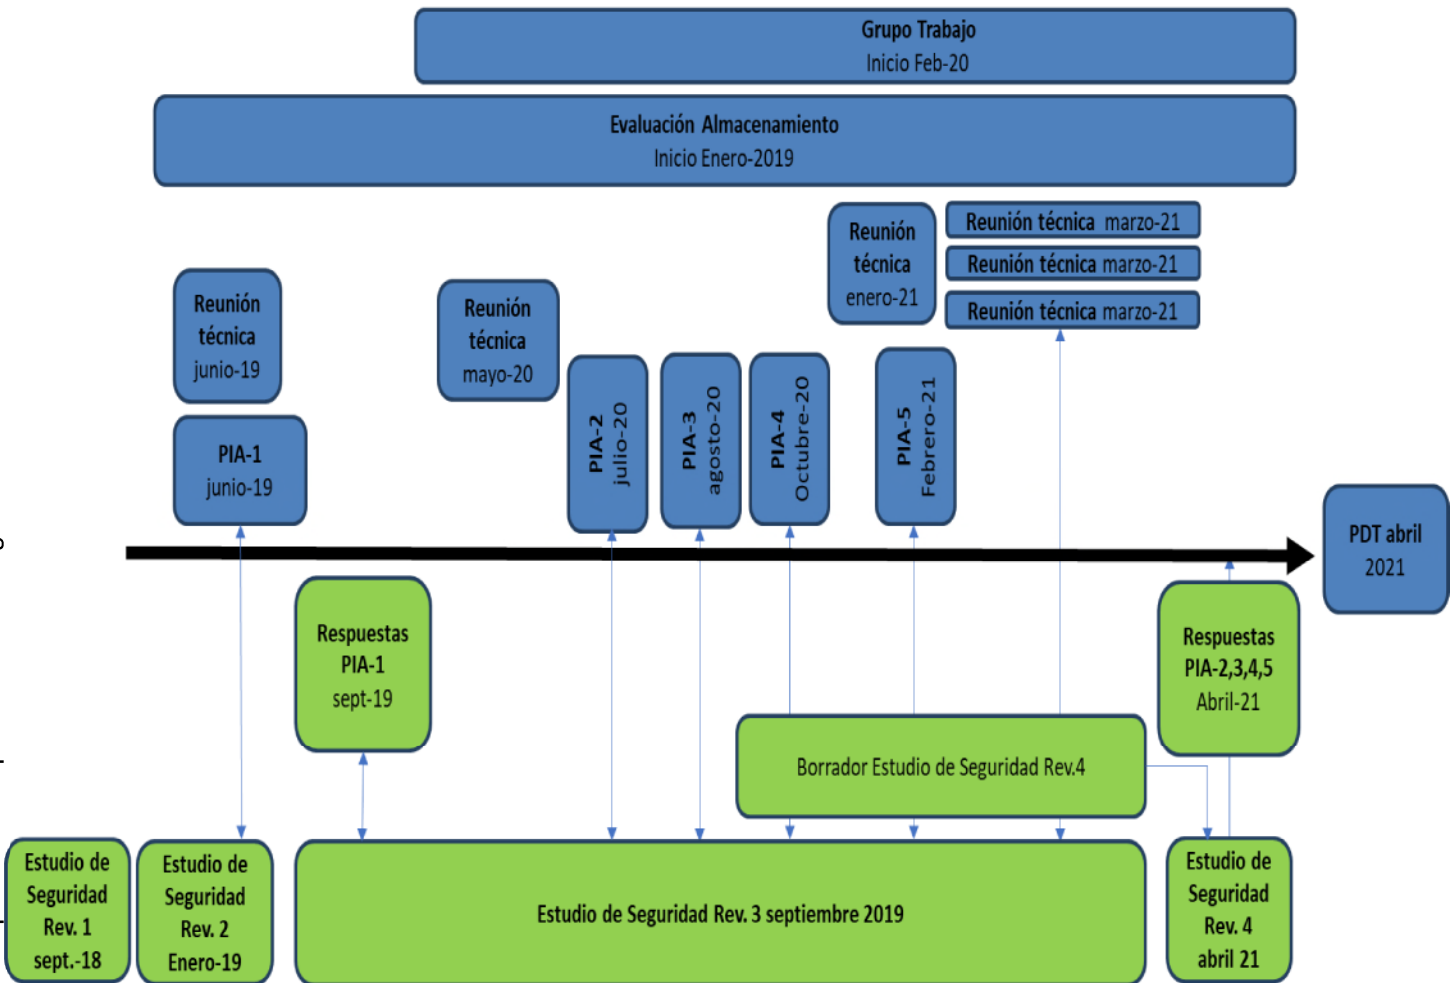 Grupo Trabajo
Inicio Feb-20
Evaluación Almacenamiento
Inicio Enero-2019
Reunión
técnica
enero-21
Reunión técnica marzo-21
Reunión técnica marzo-21
Reunión técnica marzo-21
Reunión
técnica
junio-19
Reunión
técnica
mayo-20
PIA-1
junio-19
PIA-2
julio-20
PIA-3
agosto-20
PIA-4
Octubre-20
PIA-5
Febrero-21
PDT abril
2021
Respuestas
PIA-1
sept-19
Respuestas
PIA-2,3,4,5
Abril-21
Borrador Estudio de Seguridad Rev.4
Estudio de
Seguridad
Rev. 1
sept.-18
Estudio de
Seguridad
Rev. 2
Enero-19
Estudio de Seguridad Rev. 3 septiembre 2019
Estudio de
Seguridad
Rev. 4
abril 21